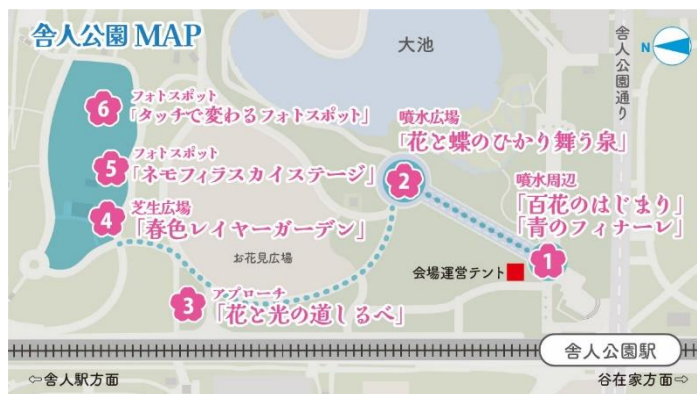 舎人公園 MAP
大池
舎人公園通り
N
6
フォトスポット
「タッチで変わるフォトスポット」
噴水広場
「花と蝶のひかり舞う泉」
5
フォトスポット
「ネモフィラスカイステージ」
2
噴水周辺
「百花のはじまり」
「青のフィナーレ」
4
芝生広場
「春色レイヤーガーデン」
お花見広場
会場運営テント
1
3
アプローチ
「花と光の道しるべ」
舎人公園駅
⇦舎人駅方面
谷在家方面⇨